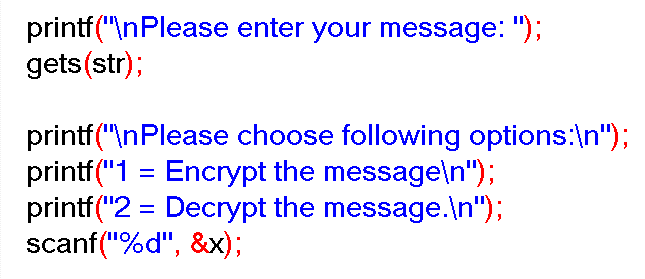 printf("\nPlease enter your message: ");
gets(str);
printf("\nPlease choose following options:\n");
printf("1 = Encrypt the message\n");
printf("2 = Decrypt the message.\n");
scanf("%d", &x);